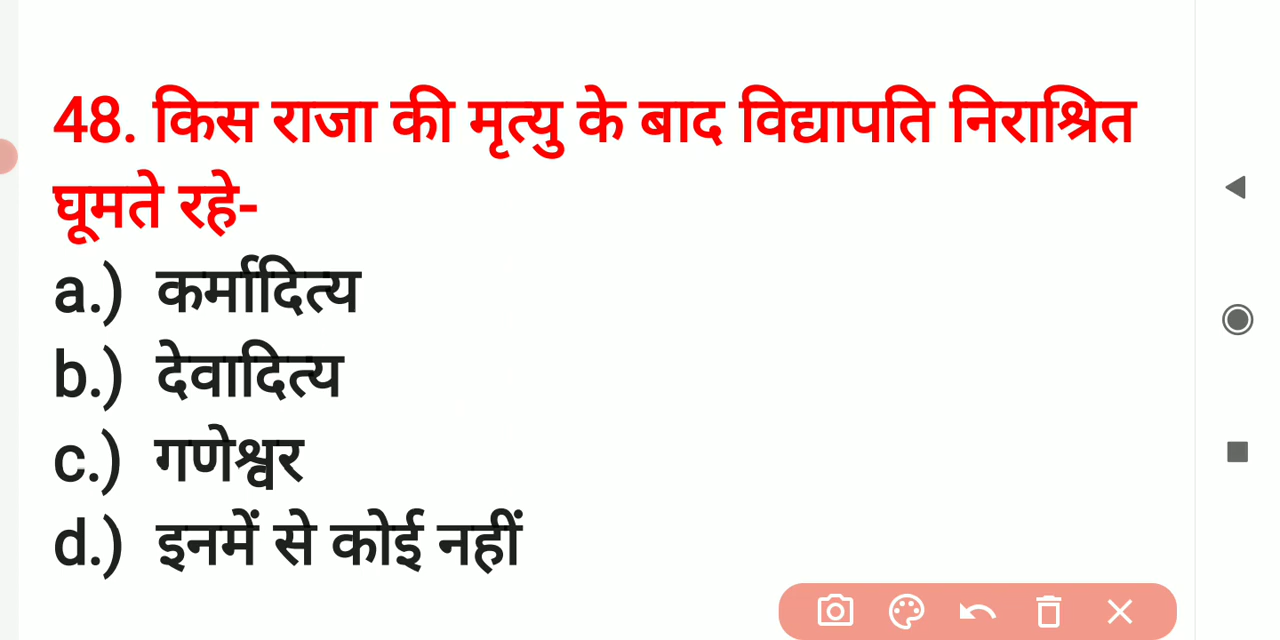 48. किस राजा की मृत्यु के बाद विद्यापति निराश्रित
घूमते रहे-
a.) कर्मादित्य
b.) देवादित्य
c.) गणेश्वर
d.) इनमें से कोई नहीं